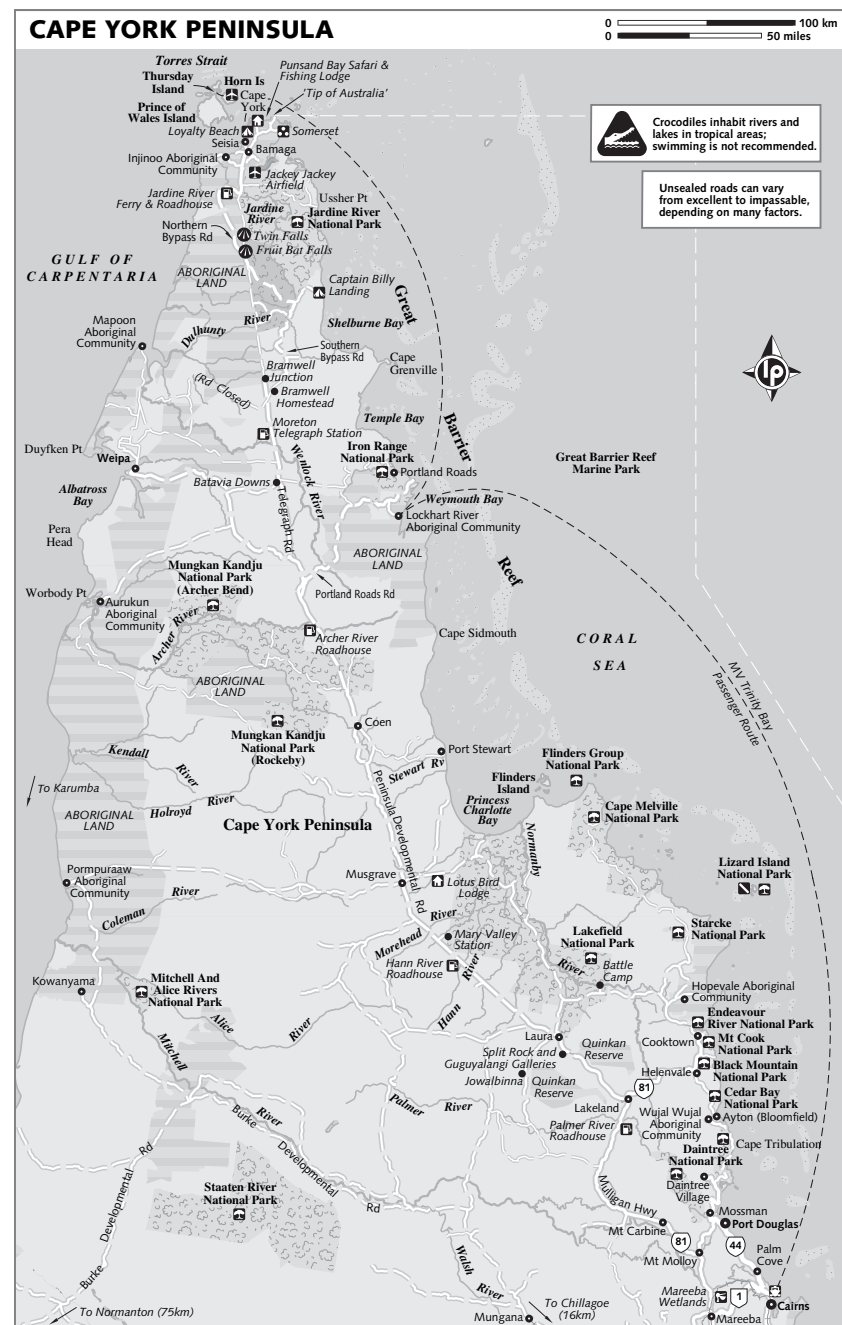 CAPE YORK PENINSULA
0 100 km
0 50 miles
Torres Strait
Thursday
Island
Horn Is
Punsand Bay Safari &
Fishing Lodge
Cape
York
'Tip of Australia'
Prince of
Wales Island
Loyalty Beach
Somerset
Seisia
Bamaga
Injinoo Aboriginal
Community
Jackey Jackey
Airfield
Crocodiles inhabit rivers and
lakes in tropical areas;
swimming is not recommended.
Unsealed roads can vary
from excellent to impassable,
depending on many factors.
Jardine River
Ferry & Roadhouse
Ussher Pt
Jardine
River
Jardine River
National Park
Northern
Bypass Rd
Twin Falls
Fruit Bat Falls
GULF OF
CARPENTARIA
ABORIGINAL
LAND
Captain Billy
Landing
Great
Barrier
Reef
Mapoon
Aboriginal
Community
Dulhunty River
Shelburne Bay
Southern
Bypass Rd
Cape
Grenville
(Rd Closed)
Bramwell
Junction
Bramwell
Homestead
lp
Moreton
Telegraph Station
Temple Bay
Duyfken Pt
Weipa
Wenlock River
Iron Range
National Park
Portland Roads
Great Barrier Reef
Marine Park
Albatross
Bay
Batavia Downs
Telegraph Rd
Weymouth Bay
Lockhart River
Aboriginal Community
Pera
Head
ABORIGINAL
LAND
Mungkan Kandju
National Park
(Archer Bend)
Portland Roads Rd
Worbody Pt
Aurukun
Aboriginal
Community
Archer River
Archer River
Roadhouse
Cape Sidmouth
CORAL
SEA
MV Trinity Bay
Passenger Route
ABORIGINAL
LAND
Mungkan Kandju
National Park
(Rockeby)
Coen
Port Stewart
Stewart Rv
Kendall
River
To Karumba
Holroyd River
ABORIGINAL
LAND
Cape York Peninsula
Peninsula Developmental Rd
Flinders Group
National Park
Flinders
Island
Princess
Charlotte
Bay
Cape Melville
National Park
Normanby
River
Lizard Island
National Park
Pormpuraaw
Aboriginal
Community
Musgrave
Lotus Bird
Lodge
Coleman River
Morehead River
Mary Valley
Station
Lakefield
National Park
Starcke
National Park
Hann River
Roadhouse
Hann River
Battle
Camp
Kowanyama
Mitchell And
Alice Rivers
National Park
Alice River
Mitchell
River
Hopevale Aboriginal
Community
Endeavour
River National Park
Laura
Quinkan
Reserve
Cooktown
Mt Cook
National Park
Split Rock and
Guguyalangi Galleries
Jowalbinna
Quinkan
Reserve
Helenvale
Black Mountain
National Park
81
Cedar Bay
National Park
Palmer River
Lakeland
Wujal Wujal
Aboriginal
Community
Ayton (Bloomfield)
Palmer River
Roadhouse
Cape Tribulation
Daintree
National Park
Daintree
Village
Burke
Developmental
Rd
Staaten River
National Park
Mulligan Hwy
Mossman
Port Douglas
Mt Carbine
81
44
Mt Molloy
Palm
Cove
Burke
Developmental
Rd
Walsh
River
To Normanton (75km)
Mungana
To Chillagoe
(16km)
Mareeba
Wetlands
1
Cairns
Mareeba